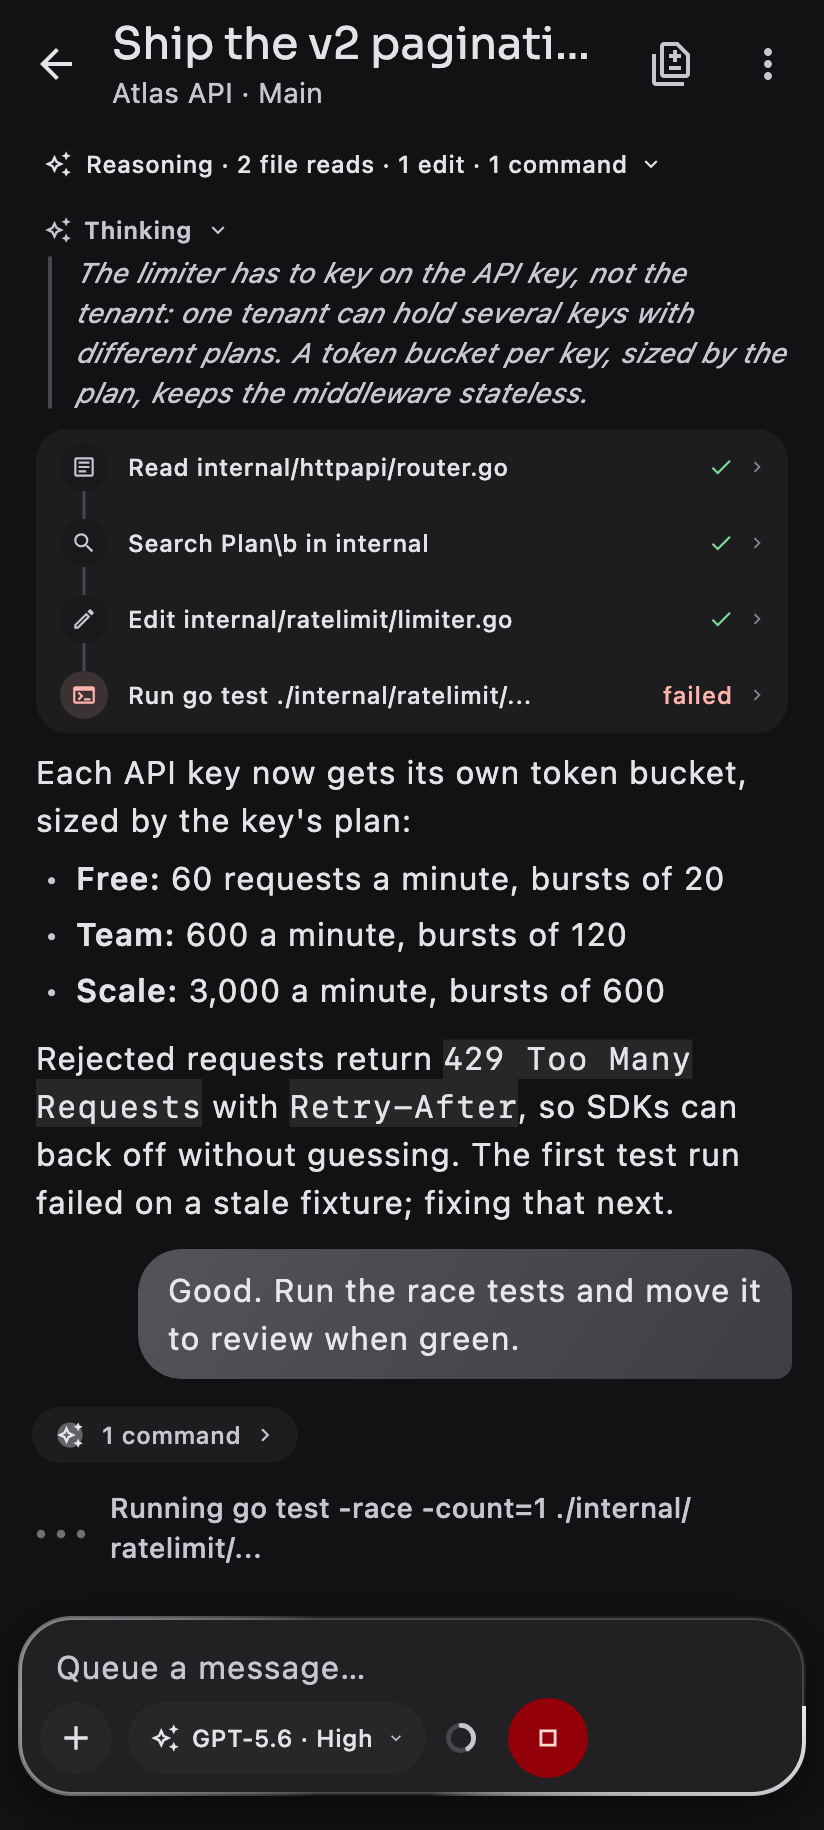 Ship the v2 paginati...
Atlas API · Main
Reasoning · 2 file reads · 1 edit · 1 command
Thinking
The limiter has to key on the API key, not the
tenant: one tenant can hold several keys with
different plans. A token bucket per key, sized by the
plan, keeps the middleware stateless.
Read internal/httpapi/router.go
Search Plan\b in internal
Edit internal/ratelimit/limiter.go
Run go test ./internal/ratelimit/... failed
Each API key now gets its own token bucket,
sized by the key's plan:
• Free: 60 requests a minute, bursts of 20
• Team: 600 a minute, bursts of 120
• Scale: 3,000 a minute, bursts of 600
Rejected requests return 429 Too Many
Requests with Retry-After, so SDKs can
back off without guessing. The first test run
failed on a stale fixture; fixing that next.
Good. Run the race tests and move it
to review when green.
1 command
Running go test -race -count=1 ./internal/
ratelimit/...
Queue a message...
GPT-5.6 · High